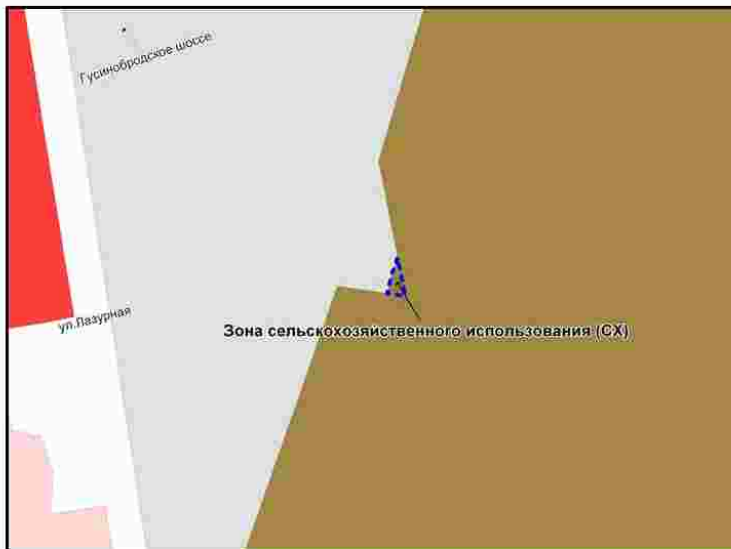 Гусинобродское шоссе
ул.Лазурная
Зона сельскохозяйственного использования (СХ)